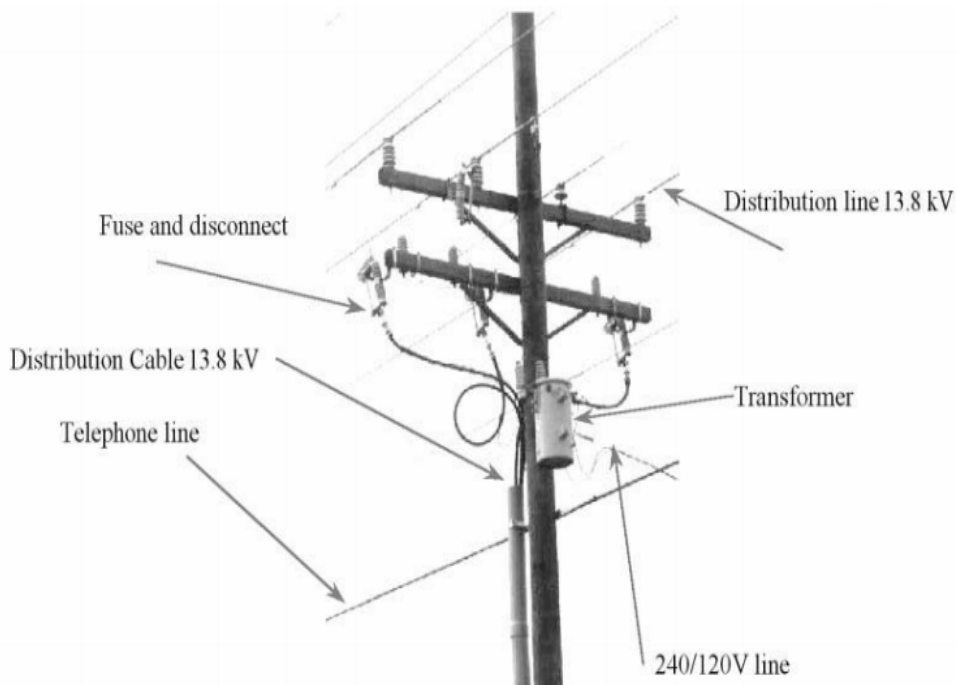 Distribution line 13.8 kV
Fuse and disconnect
Distribution Cable 13.8 kV
Transformer
Telephone line
240/120V line